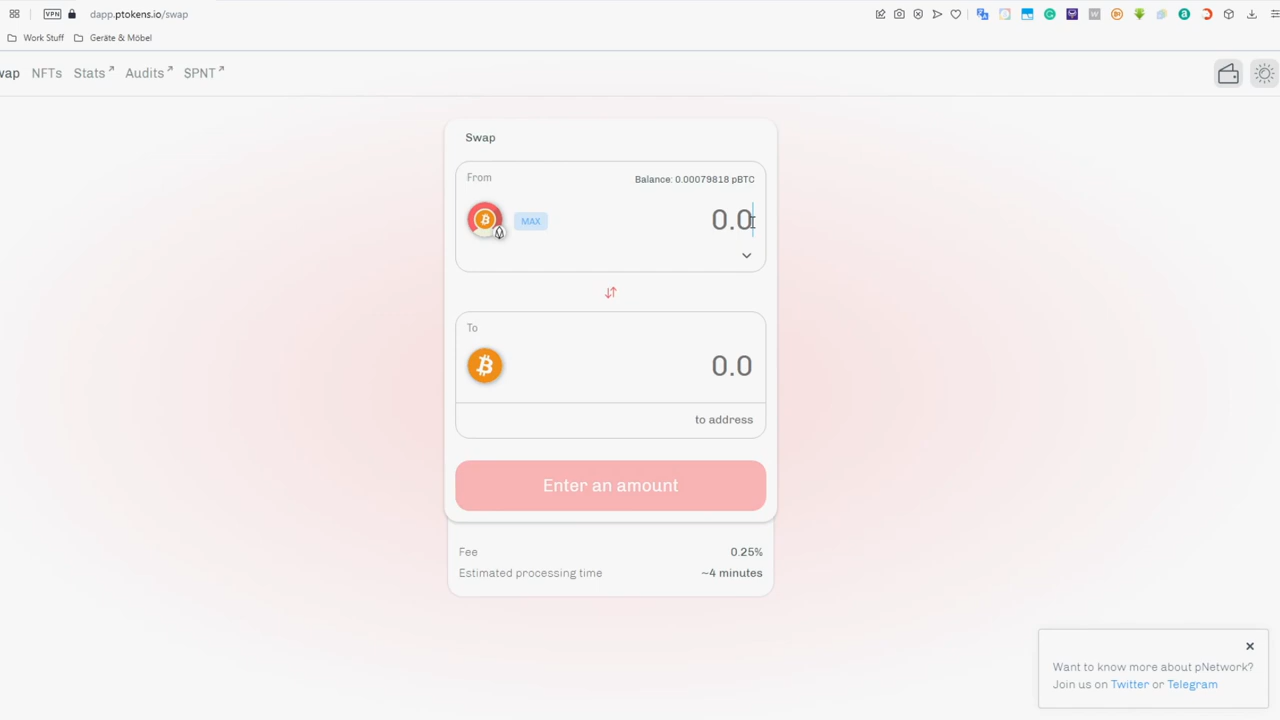 VPN
dapp.ptokens.io/swap
Work Stuff
Geräte & Möbel
wap
NFTs
Stats↗
Audits↗
SPNT↗
Swap
From
Balance: 0.00079818 pBTC
MAX
0.0
To
0.0
to address
Enter an amount
Fee
0.25%
Estimated processing time
~4 minutes
Want to know more about pNetwork?
Join us on Twitter or Telegram